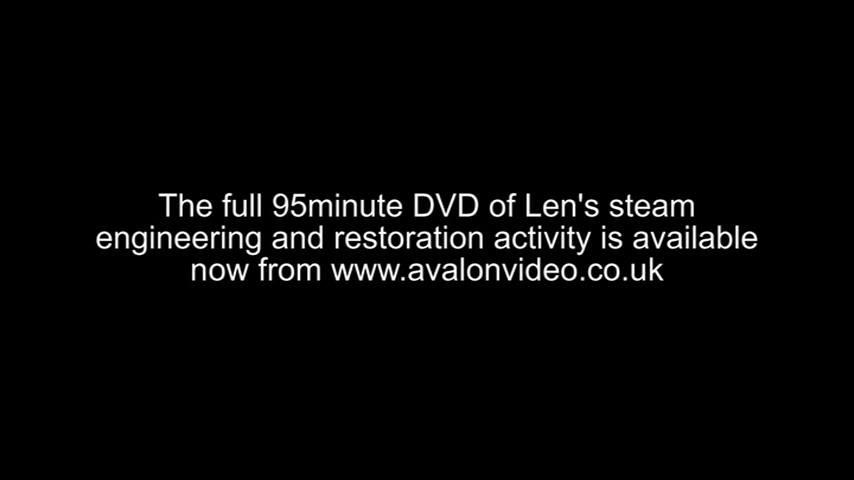 The full 95minute DVD of Len's steam
engineering and restoration activity is available
now from www.avalonvideo.co.uk